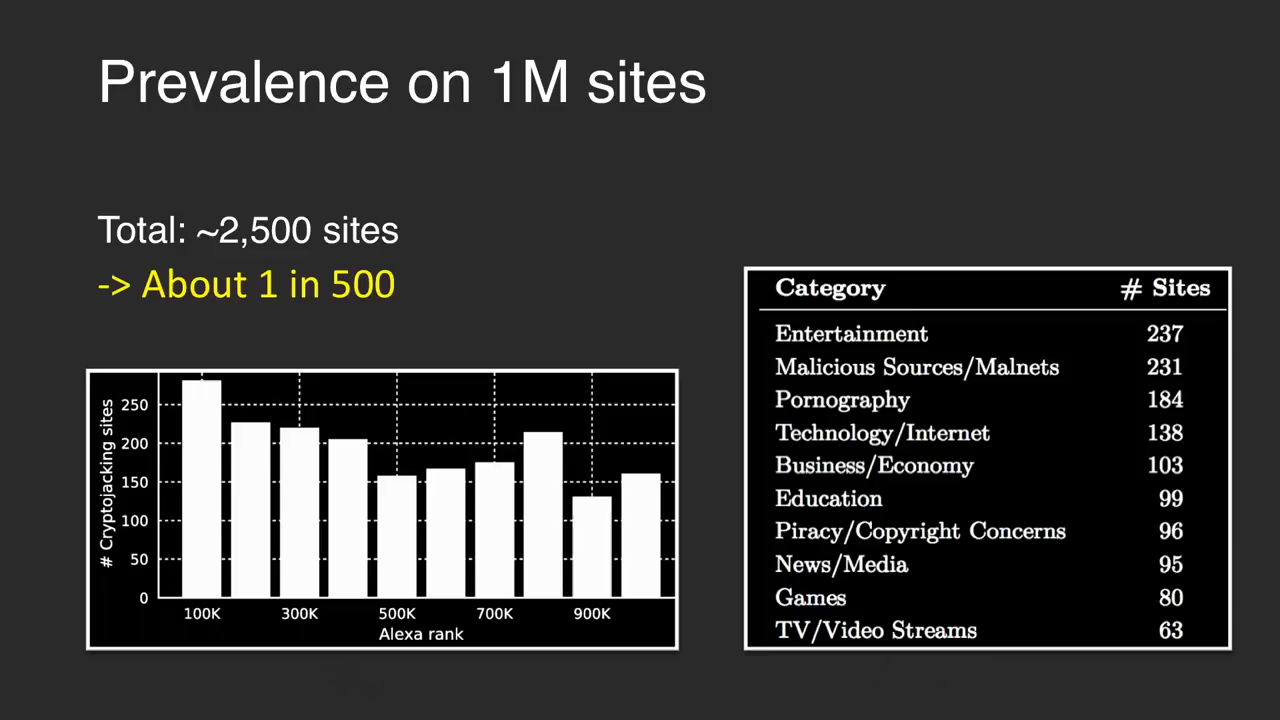 Prevalence on 1M sites
Total: ~2,500 sites
-> About 1 in 500
# Cryptojacking sites
250
200
150
100
50
0
100K 300K 500K 700K 900K
Alexa rank
Category # Sites
Entertainment 237
Malicious Sources/Malnets 231
Pornography 184
Technology/Internet 138
Business/Economy 103
Education 99
Piracy/Copyright Concerns 96
News/Media 95
Games 80
TV/Video Streams 63